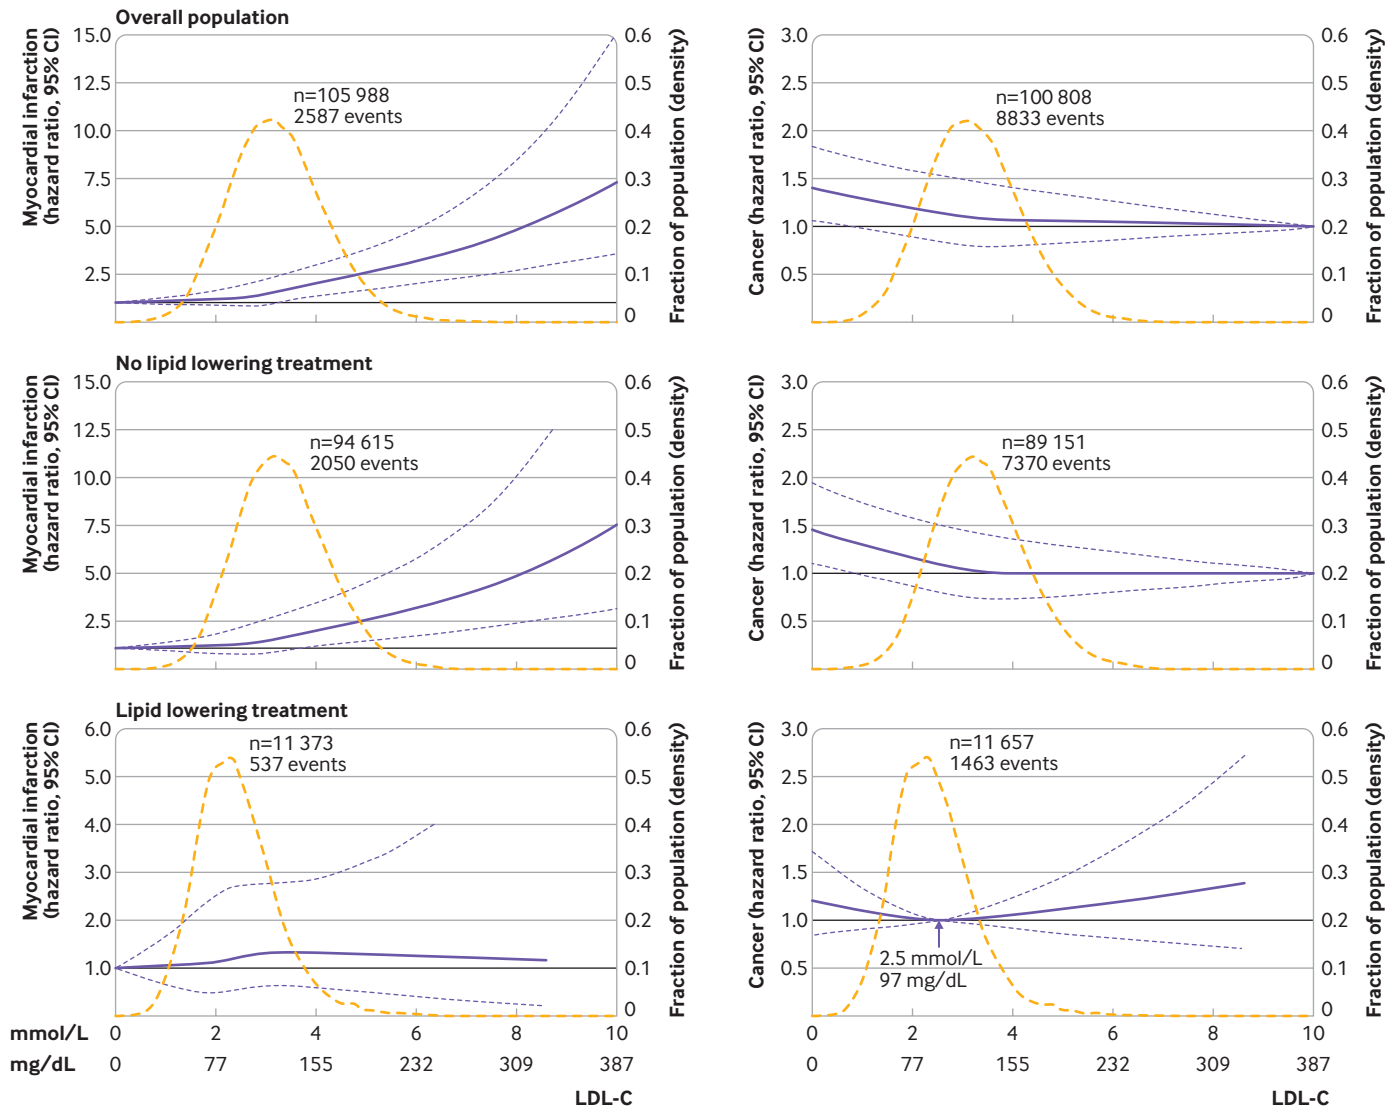 Overall population
Myocardial infarction
(hazard ratio, 95% CI)
15.0
12.5
10.0
7.5
5.0
2.5
n=105 988
2587 events
0.6
0.5
0.4
0.3
0.2
0.1
0
Fraction of population (density)
Cancer (hazard ratio, 95% CI)
3.0
2.5
2.0
1.5
1.0
0.5
n=100 808
8833 events
0.6
0.5
0.4
0.3
0.2
0.1
0
Fraction of population (density)
No lipid lowering treatment
Myocardial infarction
(hazard ratio, 95% CI)
15.0
12.5
10.0
7.5
5.0
2.5
n=94 615
2050 events
0.6
0.5
0.4
0.3
0.2
0.1
0
Fraction of population (density)
Cancer (hazard ratio, 95% CI)
3.0
2.5
2.0
1.5
1.0
0.5
n=89 151
7370 events
0.6
0.5
0.4
0.3
0.2
0.1
0
Fraction of population (density)
Lipid lowering treatment
Myocardial infarction
(hazard ratio, 95% CI)
6.0
5.0
4.0
3.0
2.0
1.0
n=11 373
537 events
0.6
0.5
0.4
0.3
0.2
0.1
0
Fraction of population (density)
Cancer (hazard ratio, 95% CI)
3.0
2.5
2.0
1.5
1.0
0.5
n=11 657
1463 events
2.5 mmol/L
97 mg/dL
0.6
0.5
0.4
0.3
0.2
0.1
0
Fraction of population (density)
mmol/L 0 2 4 6 8 10 0 2 4 6 8 10
mg/dL 0 77 155 232 309 387 0 77 155 232 309 387
LDL-C LDL-C